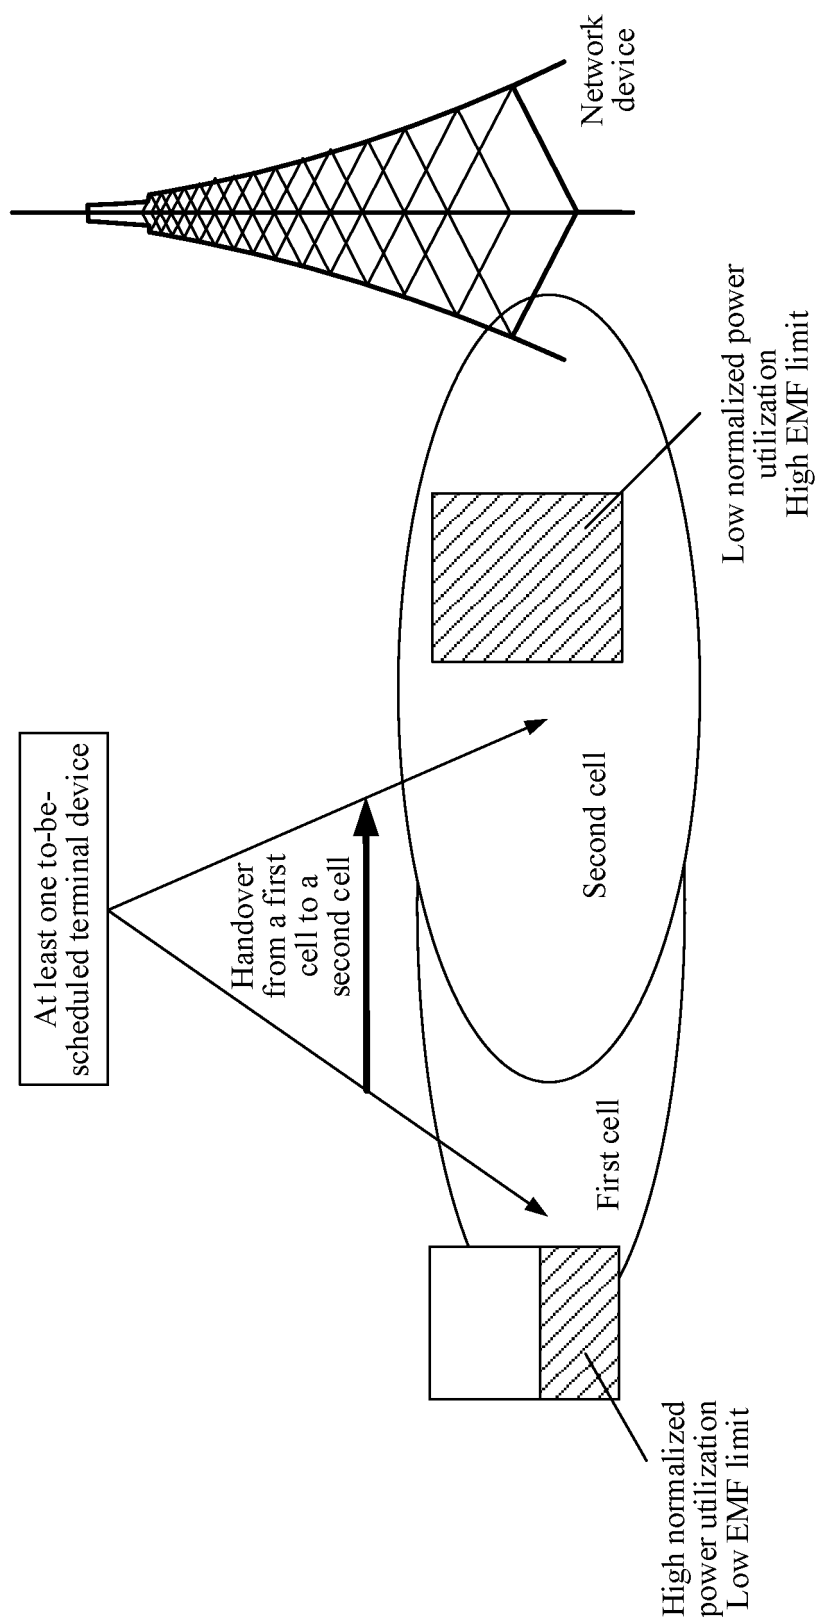 At least one to-be-
scheduled terminal device
Handover
from a first
cell to a
second cell
Network
device
First cell
Second cell
High normalized
power utilization
Low EMF limit
Low normalized power
utilization
High EMF limit